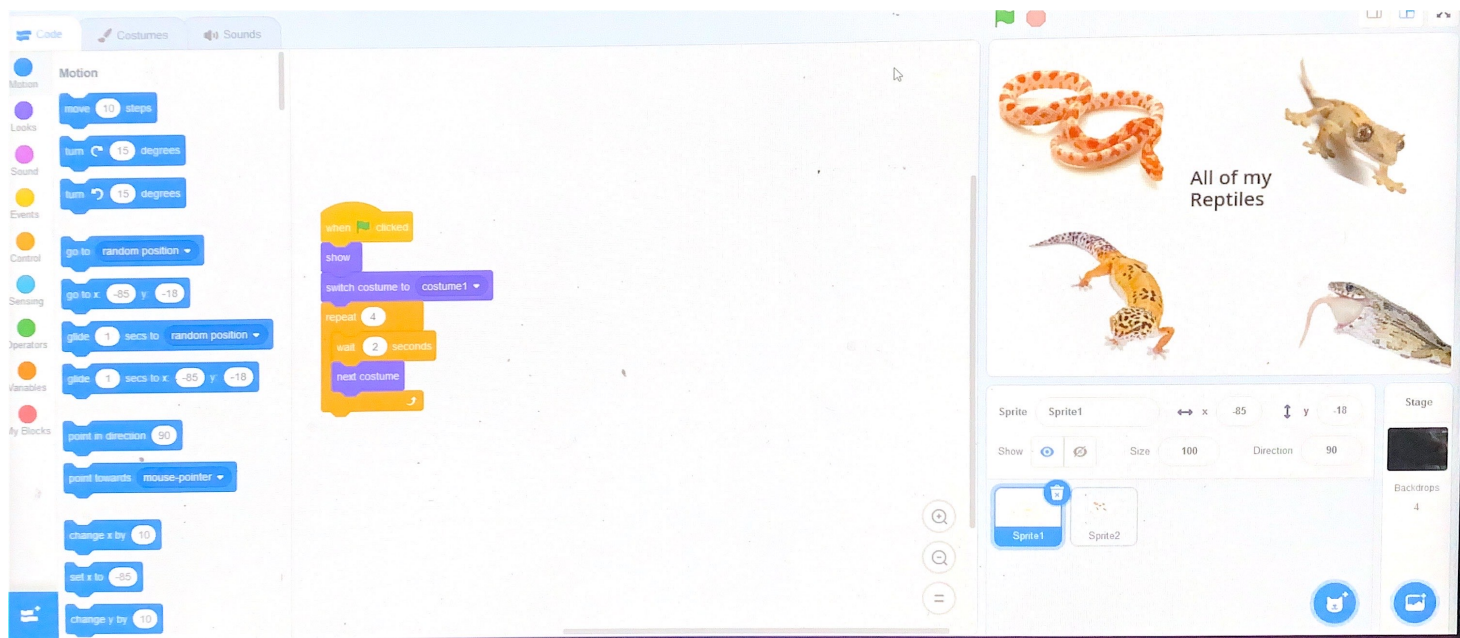 Code
Costumes
Sounds
Motion
Looks
Sound
Events
Control
Sensing
Operators
Variables
My Blocks
Motion
move 10 steps
turn 15 degrees
turn 15 degrees
go to random position
go to x: -85 y: -18
glide 1 secs to random position
glide 1 secs to x: -85 y: -18
point in direction 90
point towards mouse-pointer
change x by 10
set x to -85
change y by 10
when clicked
show
switch costume to costume1
repeat 4
wait 2 seconds
next costume
All of my
Reptiles
Sprite Sprite1 x -85 y -18
Show Size 100 Direction 90
Sprite1
Sprite2
Stage
Backdrops
4